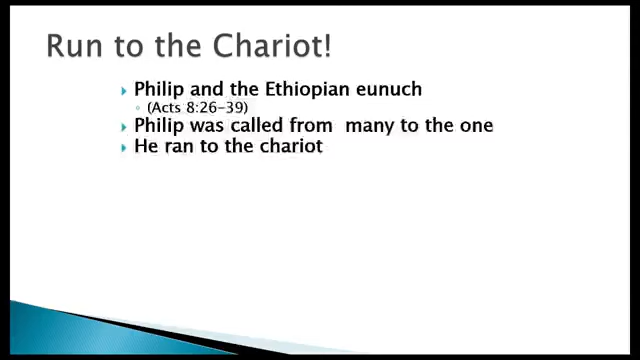 Run to the Chariot!
Philip and the Ethiopian eunuch
(Acts 8:26-39)
Philip was called from many to the one
He ran to the chariot